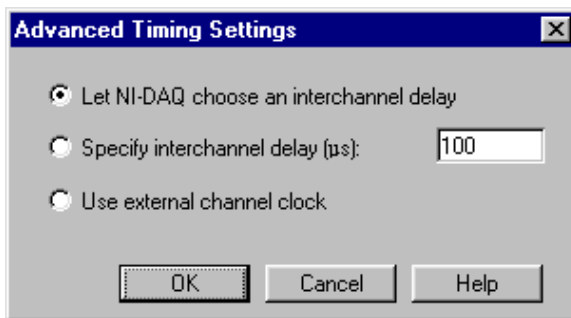 Advanced Timing Settings
Let NI-DAQ choose an interchannel delay
Specify interchannel delay (µs): 100
Use external channel clock
OK Cancel Help